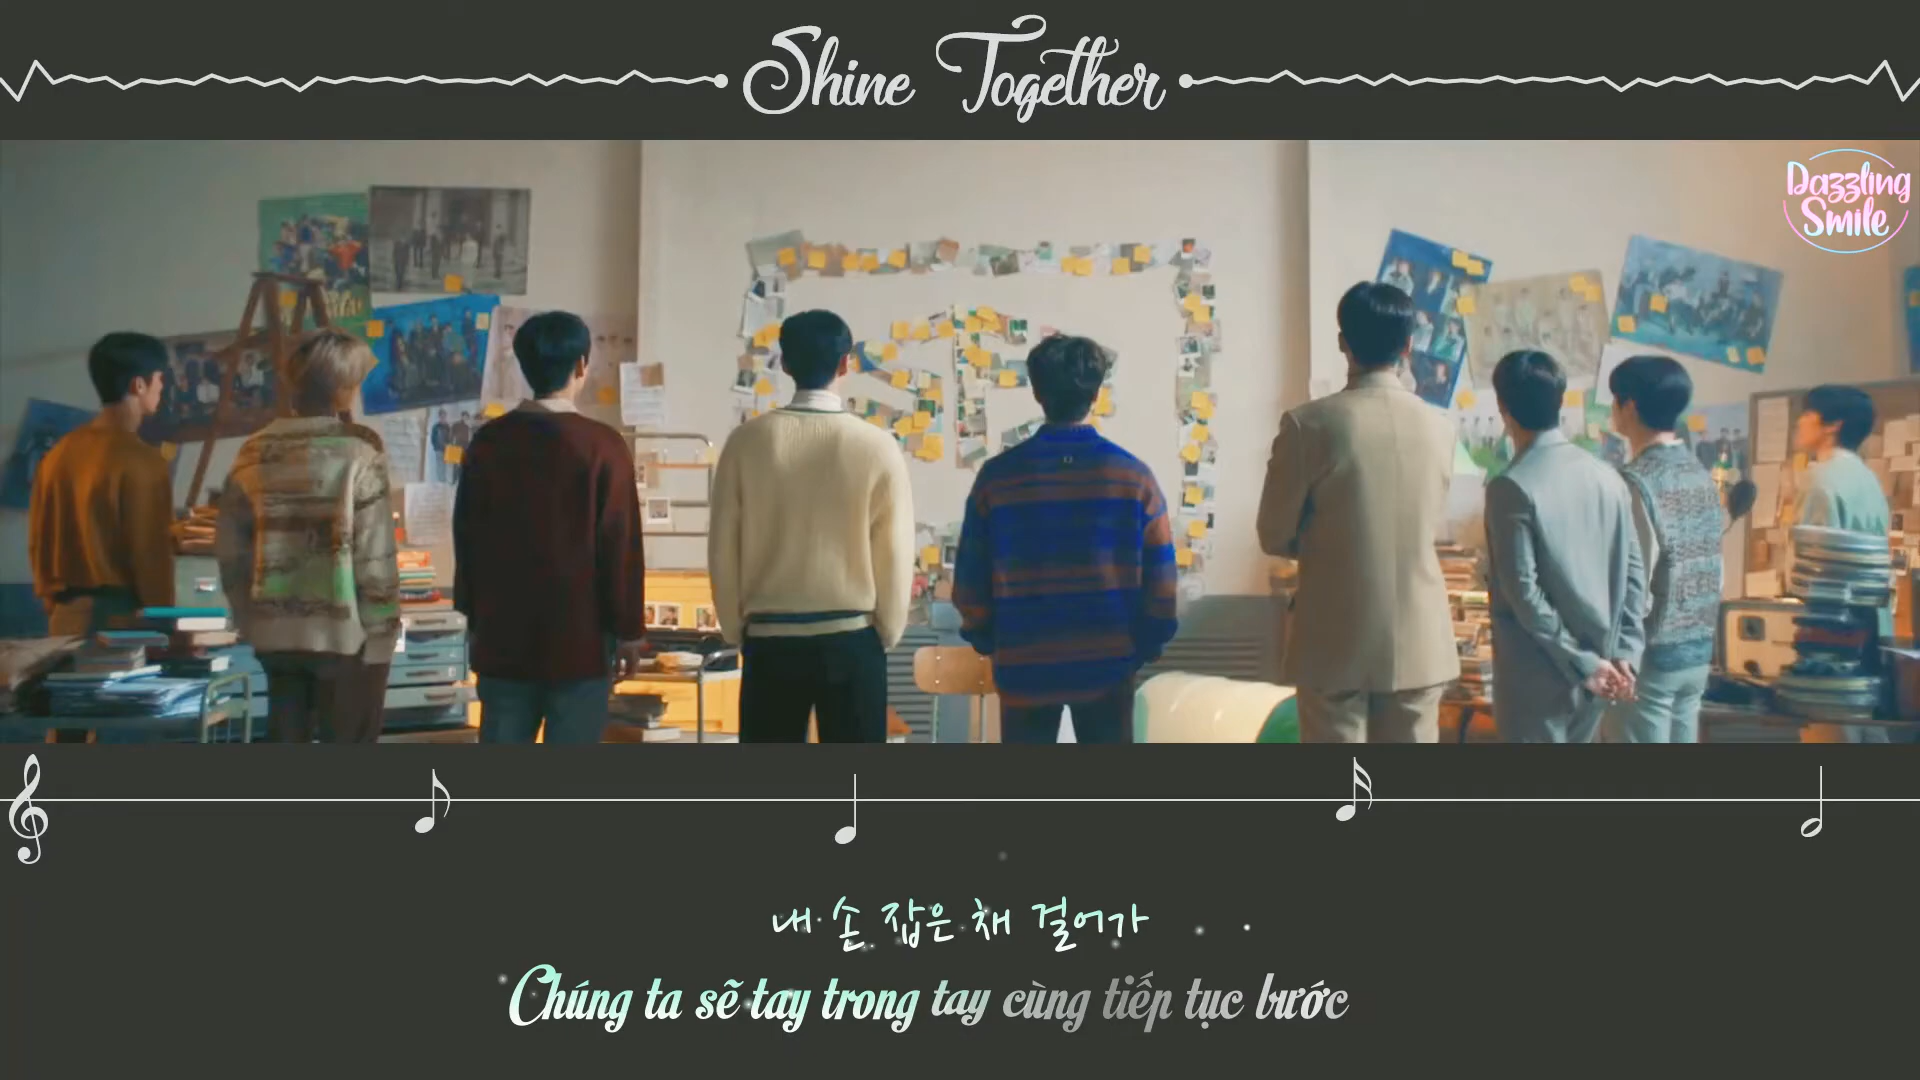 Shine Together
Dazzling
Smile
내 손 잡은 채 걸어가
Chúng ta sẽ tay trong tay cùng tiếp tục bước